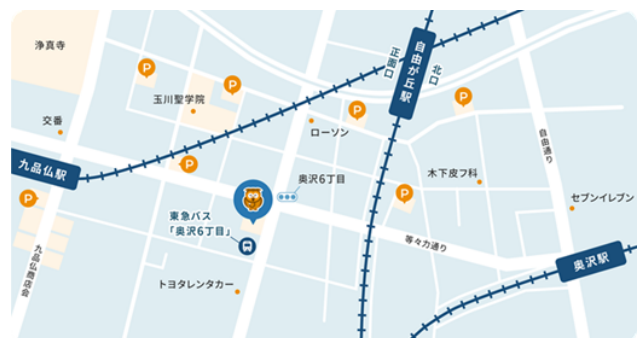 浄真寺
正面口
自由が丘駅
北口
P
P
P
P
玉川聖学院
交番
ローソン
自由通り
九品仏駅
P
奥沢6丁目
木下皮フ科
P
P
セブンイレブン
東急バス
「奥沢6丁目」
等々力通り
九品仏商店会
奥沢駅
トヨタレンタカー